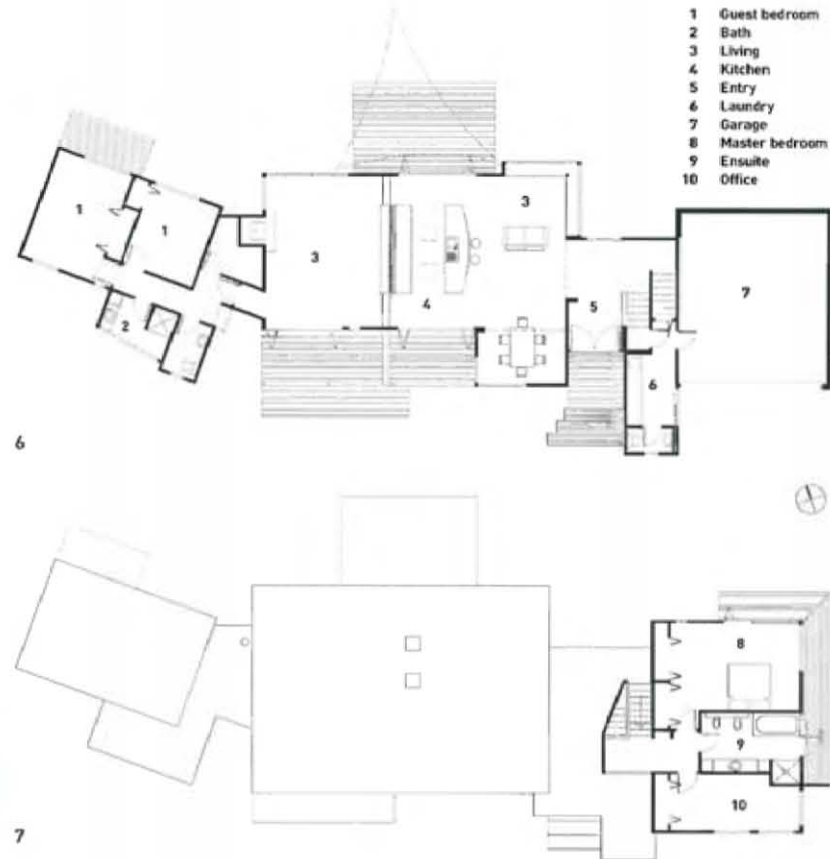 1 Guest bedroom
2 Bath
3 Living
4 Kitchen
5 Entry
6 Laundry
7 Garage
8 Master bedroom
9 Ensuite
10 Office
1
1
2
3
3
4
5
6
7
6
8
9
10
7